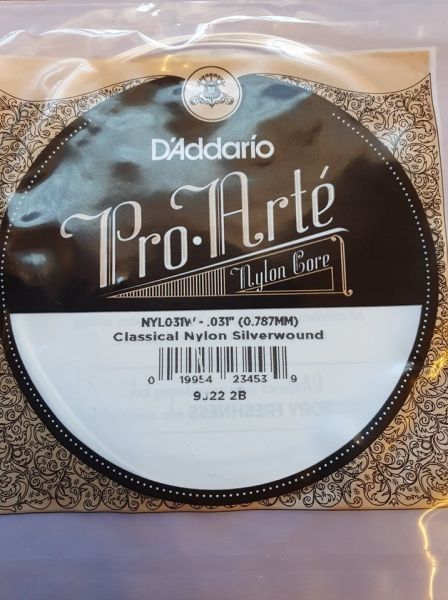 D'Addario
Pro·Arté
Nylon Core
NYL031W - .031" (0.787MM)
Classical Nylon Silverwound
0 19954 23453 9
9J22 2B
FACTORY FRESHNESS